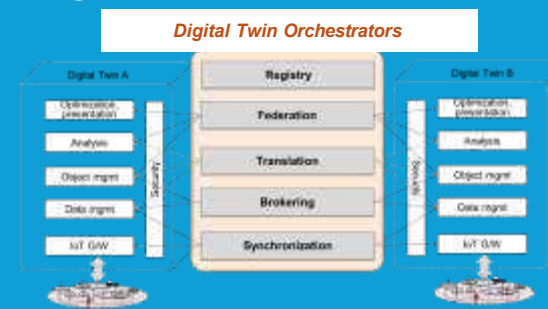 Digital Twin Orchestrators
Digital Twin A
Optimization,
presentation
Analysis
Object mgmt
Data mgmt
IoT G/W
Security
Registry
Federation
Translation
Brokering
Synchronization
Digital Twin B
Optimization,
presentation
Analysis
Object mgmt
Data mgmt
IoT G/W
Security